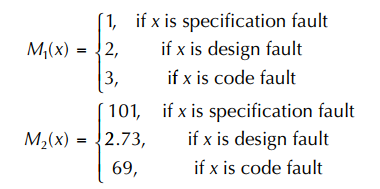 1, if x is specification fault
M₁(x) = 2, if x is design fault
3, if x is code fault
101, if x is specification fault
M₂(x) = 2.73, if x is design fault
69, if x is code fault